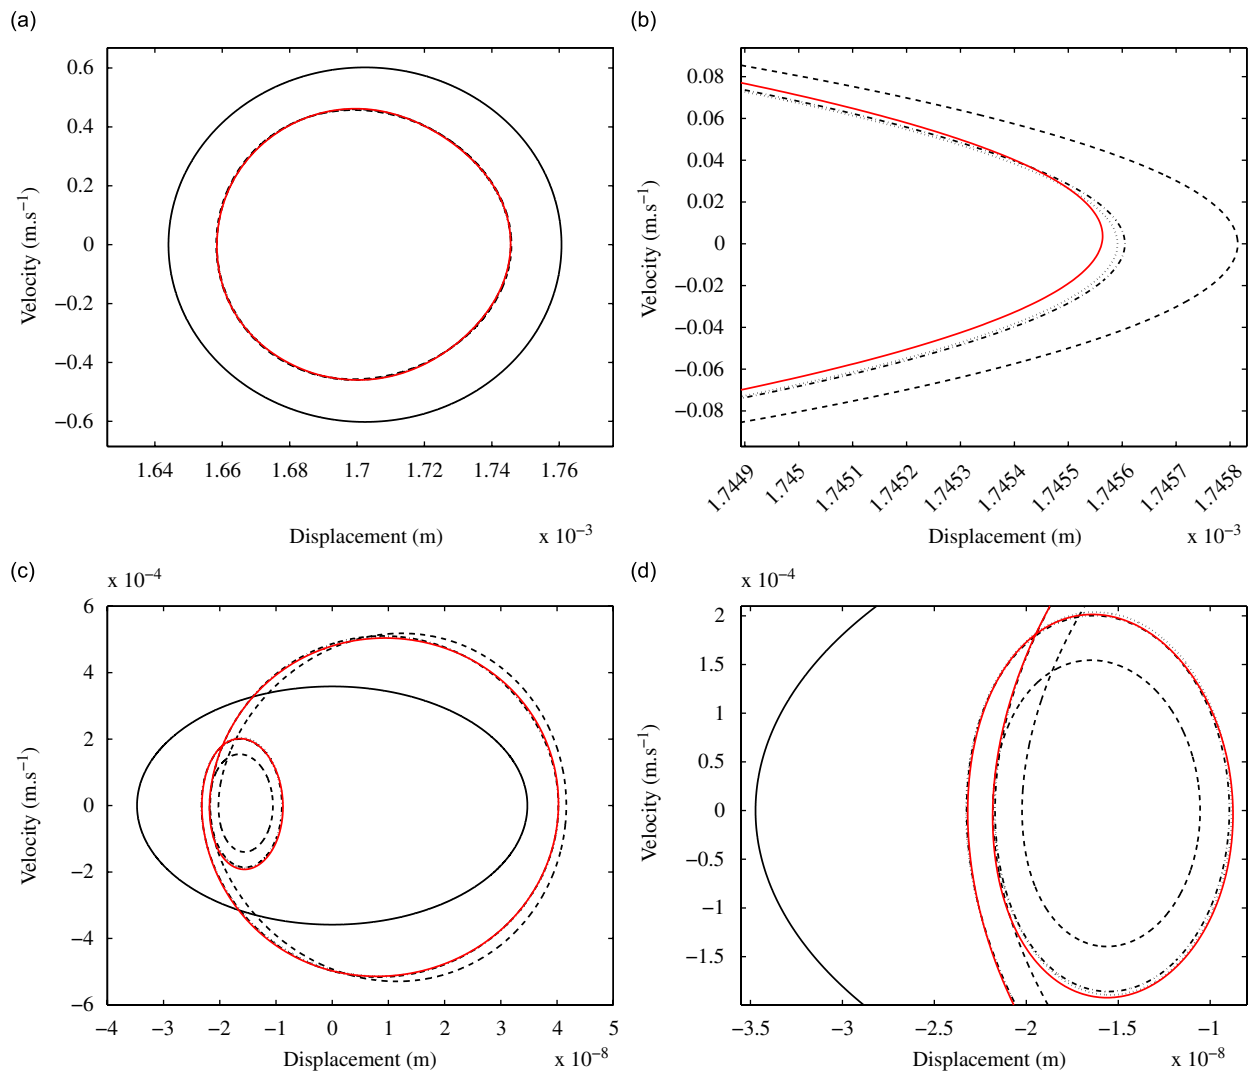 (a)
(b)
0.6
0.4
0.2
0
−0.2
−0.4
−0.6
Velocity (m.s−1)
1.64 1.66 1.68 1.7 1.72 1.74 1.76
Displacement (m) x 10−3
0.08
0.06
0.04
0.02
0
−0.02
−0.04
−0.06
−0.08
Velocity (m.s−1)
1.7449 1.745 1.7451 1.7452 1.7453 1.7454 1.7455 1.7456 1.7457 1.7458
Displacement (m) x 10−3
(c)
(d)
x 10−4
6
4
2
0
−2
−4
−6
Velocity (m.s−1)
−4 −3 −2 −1 0 1 2 3 4 5
Displacement (m) x 10−8
x 10−4
2
1.5
1
0.5
0
−0.5
−1
−1.5
Velocity (m.s−1)
−3.5 −3 −2.5 −2 −1.5 −1
Displacement (m) x 10−8